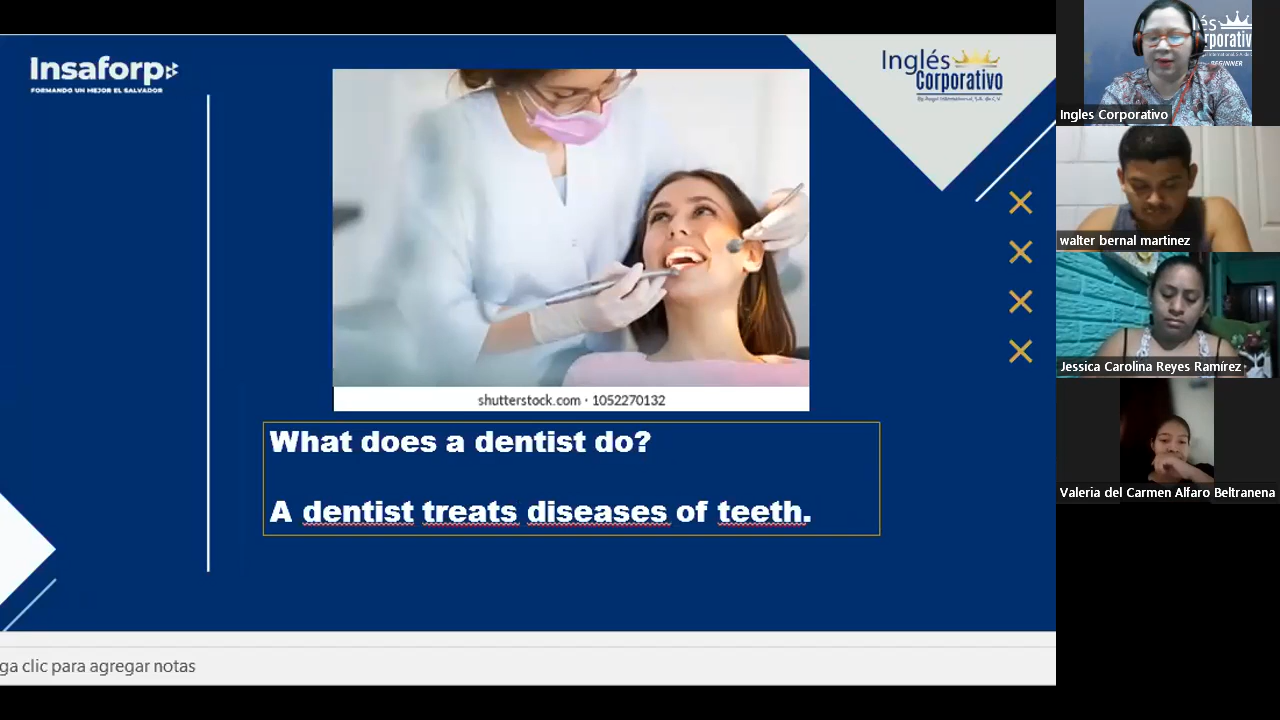 Insaforp
FORMANDO UN MEJOR EL SALVADOR
Inglés
Corporativo
shutterstock.com · 1052270132
What does a dentist do?
A dentist treats diseases of teeth.
ga clic para agregar notas
BEGINNER
Ingles Corporativo
walter bernal martinez
Jessica Carolina Reyes Ramírez
Valeria del Carmen Alfaro Beltranena